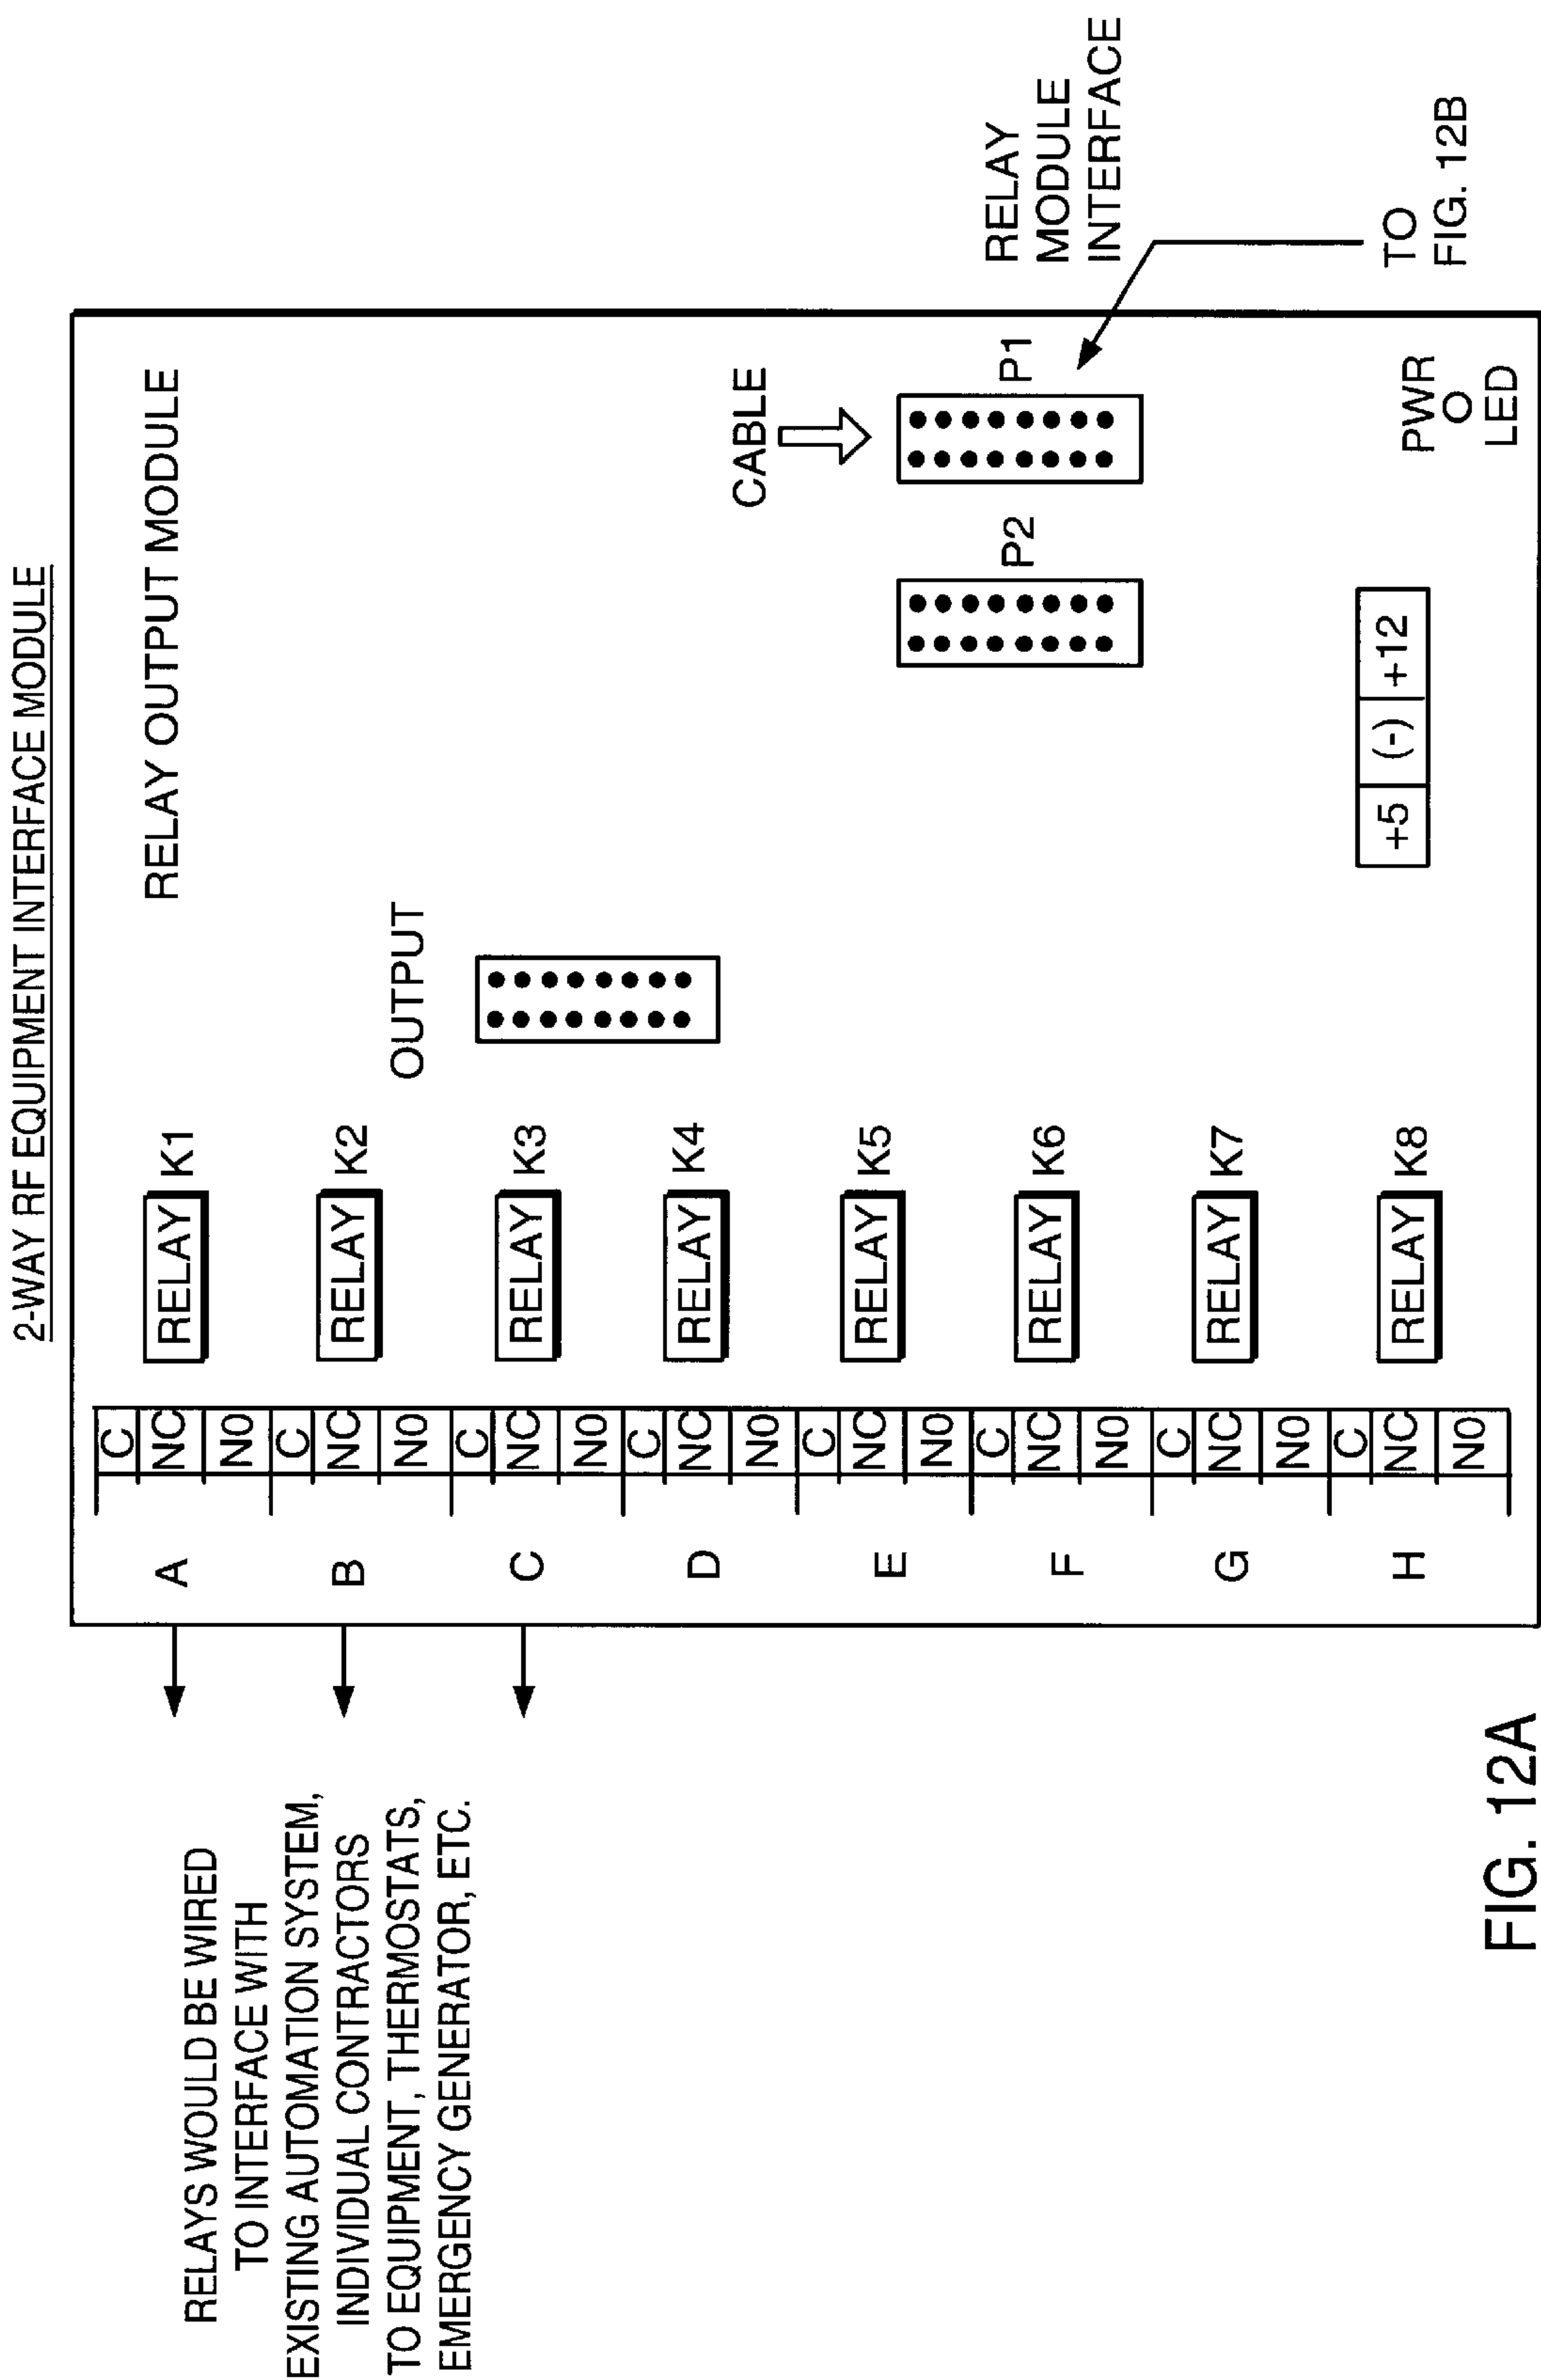 2-WAY RF EQUIPMENT INTERFACE MODULE
RELAY OUTPUT MODULE
RELAYS WOULD BE WIRED
TO INTERFACE WITH
EXISTING AUTOMATION SYSTEM,
INDIVIDUAL CONTRACTORS
TO EQUIPMENT, THERMOSTATS,
EMERGENCY GENERATOR, ETC.
A
C
NC
N0
RELAY K1
B
C
NC
N0
RELAY K2
C
C
NC
N0
RELAY K3
D
C
NC
N0
RELAY K4
E
C
NC
N0
RELAY K5
F
C
NC
N0
RELAY K6
G
C
NC
N0
RELAY K7
H
C
NC
N0
RELAY K8
OUTPUT
CABLE
P2
P1
RELAY
MODULE
INTERFACE
+5 (-) +12
PWR
O
LED
TO
FIG. 12B
FIG. 12A